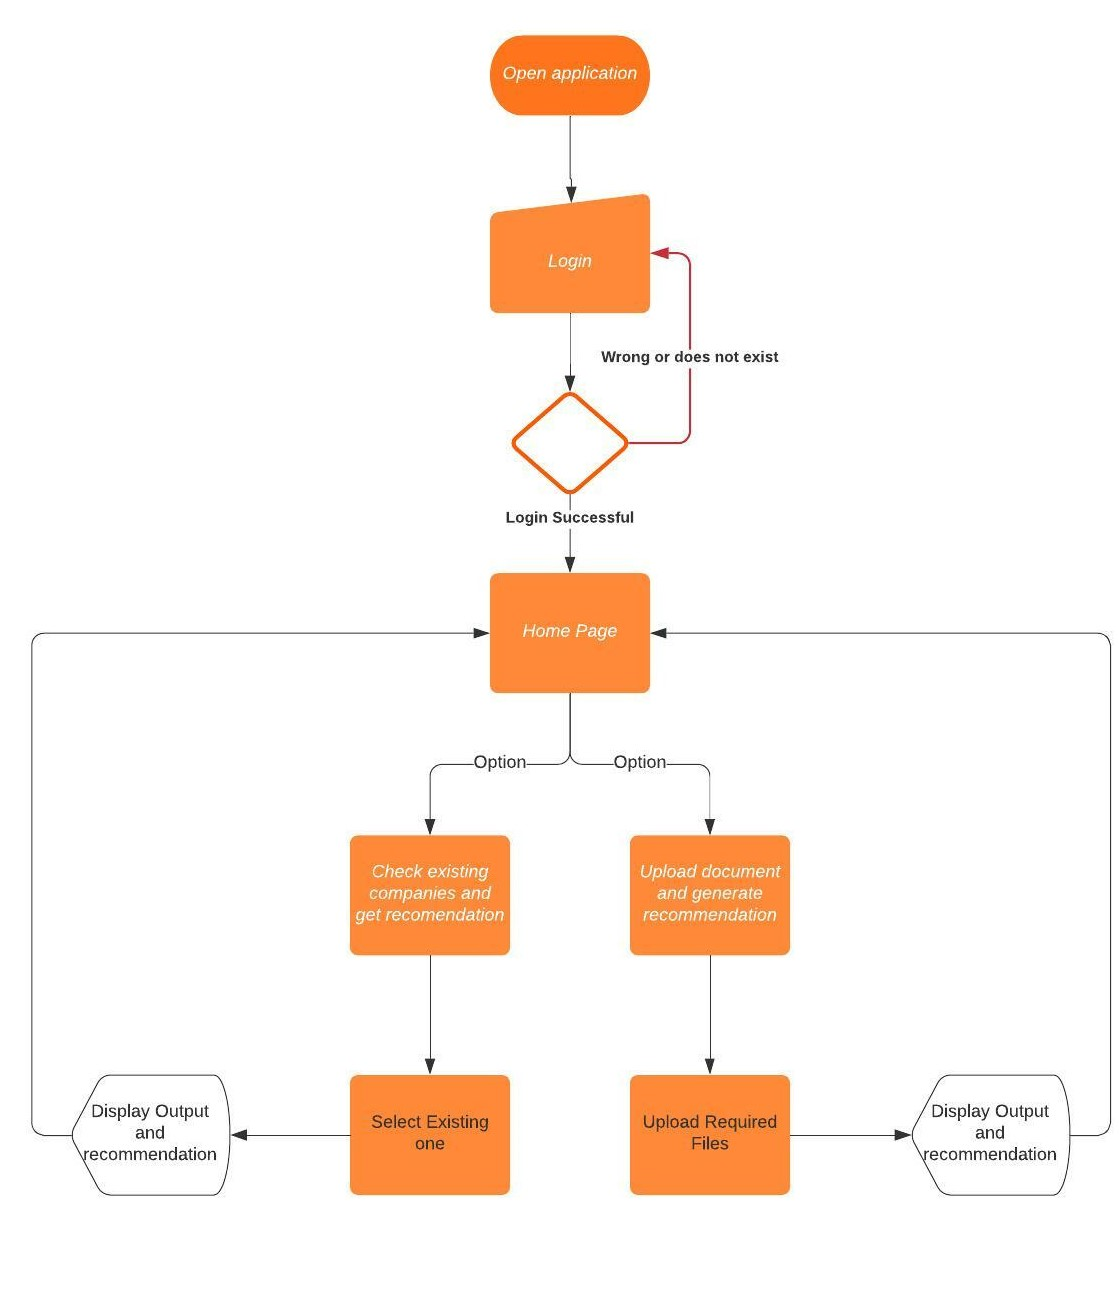 Open application
Login
Wrong or does not exist
Login Successful
Home Page
Option
Option
Check existing
companies and
get recomendation
Upload document
and generate
recommendation
Display Output
and
recommendation
Select Existing
one
Upload Required
Files
Display Output
and
recommendation